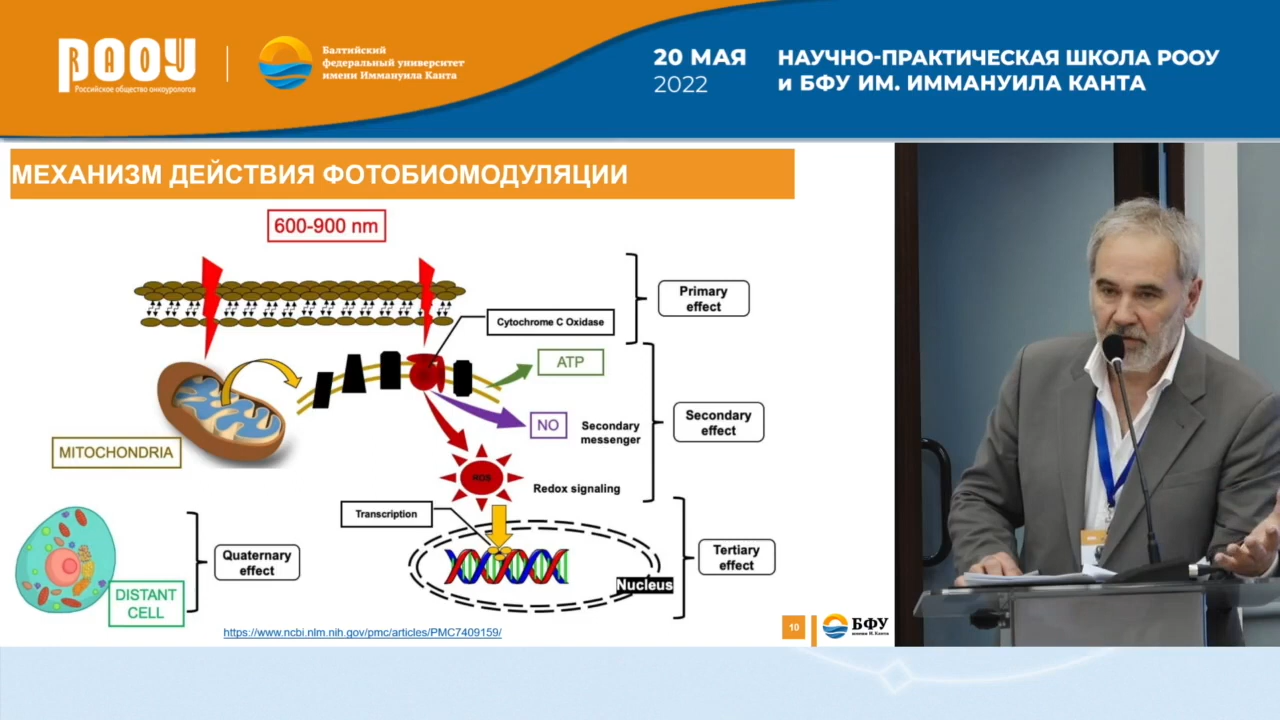 РООУ
RAOU
Российское общество онкоурологов
Балтийский
федеральный университет
имени Иммануила Канта
20 МАЯ
2022
НАУЧНО-ПРАКТИЧЕСКАЯ ШКОЛА РООУ
и БФУ ИМ. ИММАНУИЛА КАНТА
МЕХАНИЗМ ДЕЙСТВИЯ ФОТОБИОМОДУЛЯЦИИ
600-900 nm
Primary
effect
Cytochrome C Oxidase
ATP
NO
Secondary
messenger
Secondary
effect
MITOCHONDRIA
ROS
Redox signaling
Transcription
Quaternary
effect
Tertiary
effect
Nucleus
DISTANT
CELL
https://www.ncbi.nlm.nih.gov/pmc/articles/PMC7409159/
10
БФУ
имени И. Канта